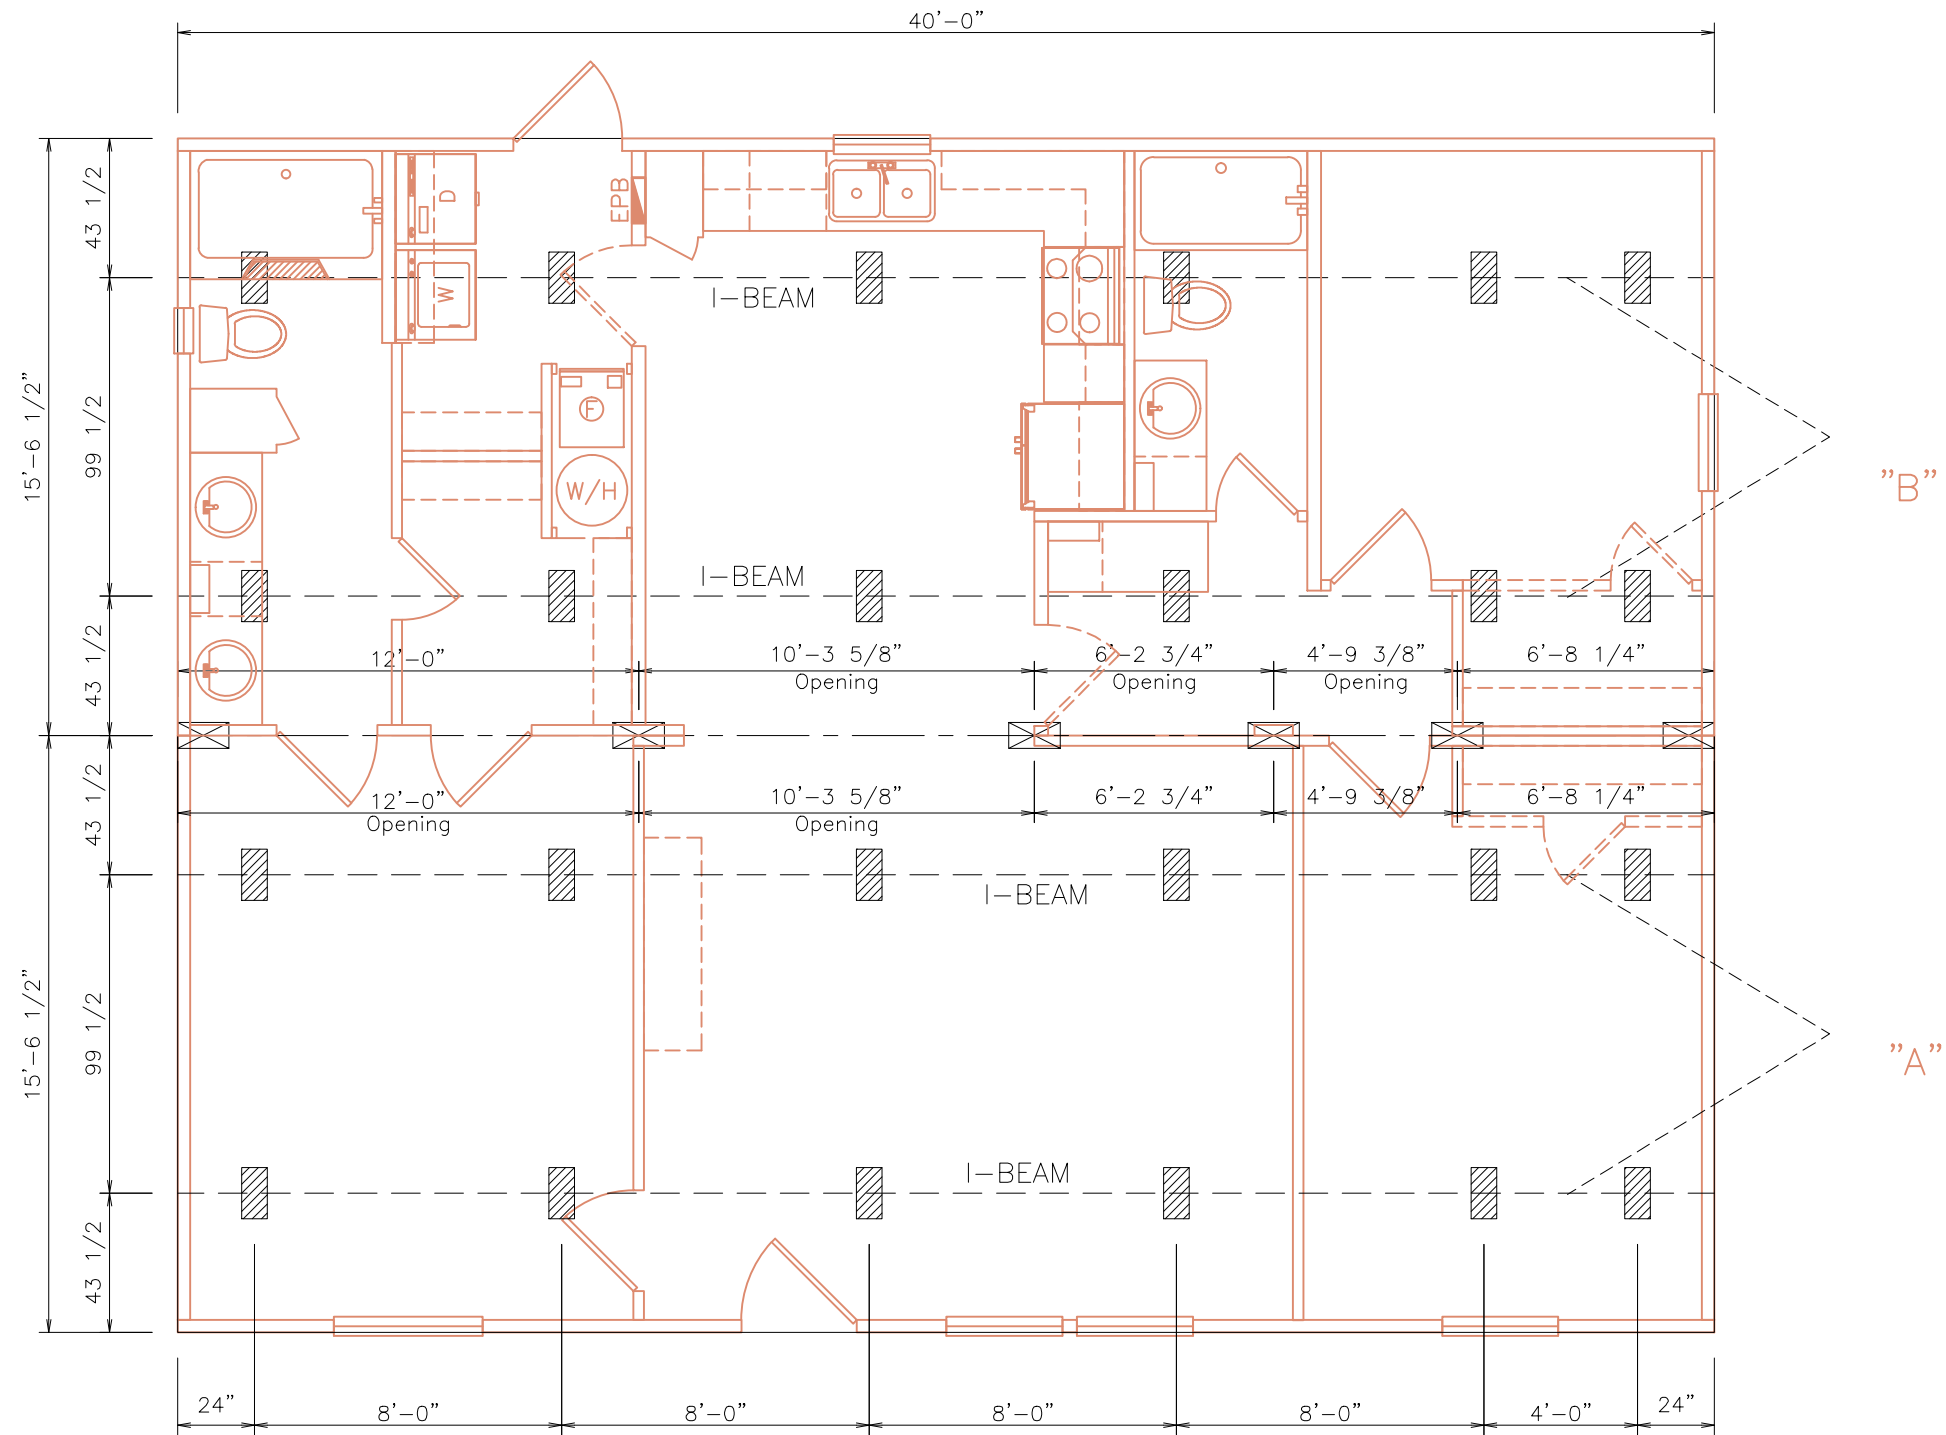 40'-0"
43 1/2
D
EPB
W
I-BEAM
15'-6 1/2"
99 1/2
F
W/H
"B"
I-BEAM
43 1/2
12'-0"
10'-3 5/8"
6'-2 3/4"
4'-9 3/8"
6'-8 1/4"
Opening
Opening
Opening
43 1/2
12'-0"
10'-3 5/8"
6'-2 3/4"
4'-9 3/8"
6'-8 1/4"
Opening
Opening
I-BEAM
15'-6 1/2"
99 1/2
"A"
I-BEAM
43 1/2
24"
8'-0"
8'-0"
8'-0"
8'-0"
4'-0"
24"